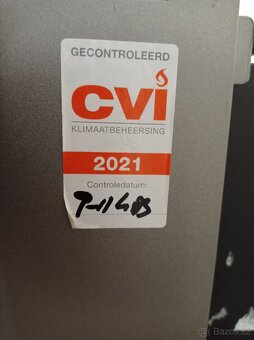 GECONTROLEERD
CVI
KLIMAATBEHEERSING
2021
Controledatum:
Bazos.cz